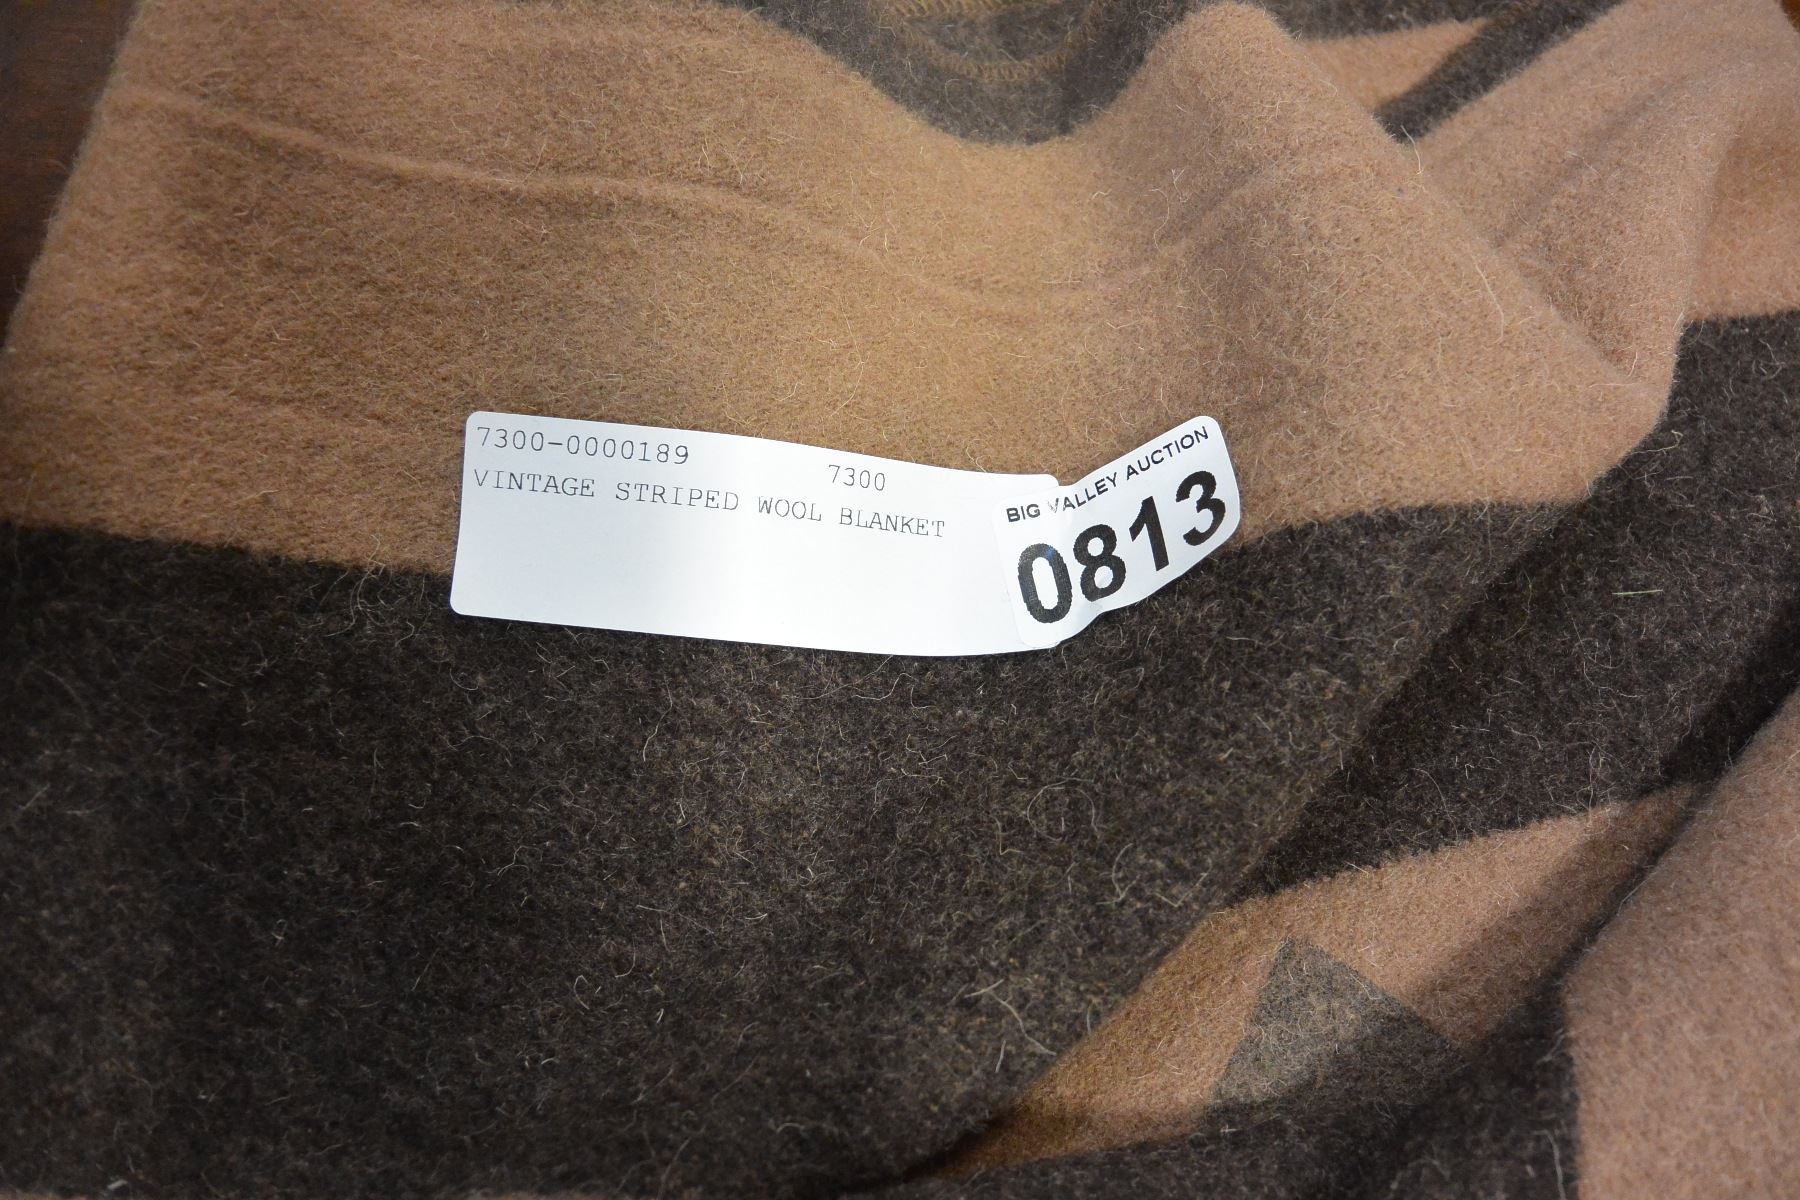 7300-0000189 7300
VINTAGE STRIPED WOOL BLANKET
BIG VALLEY AUCTION
0813